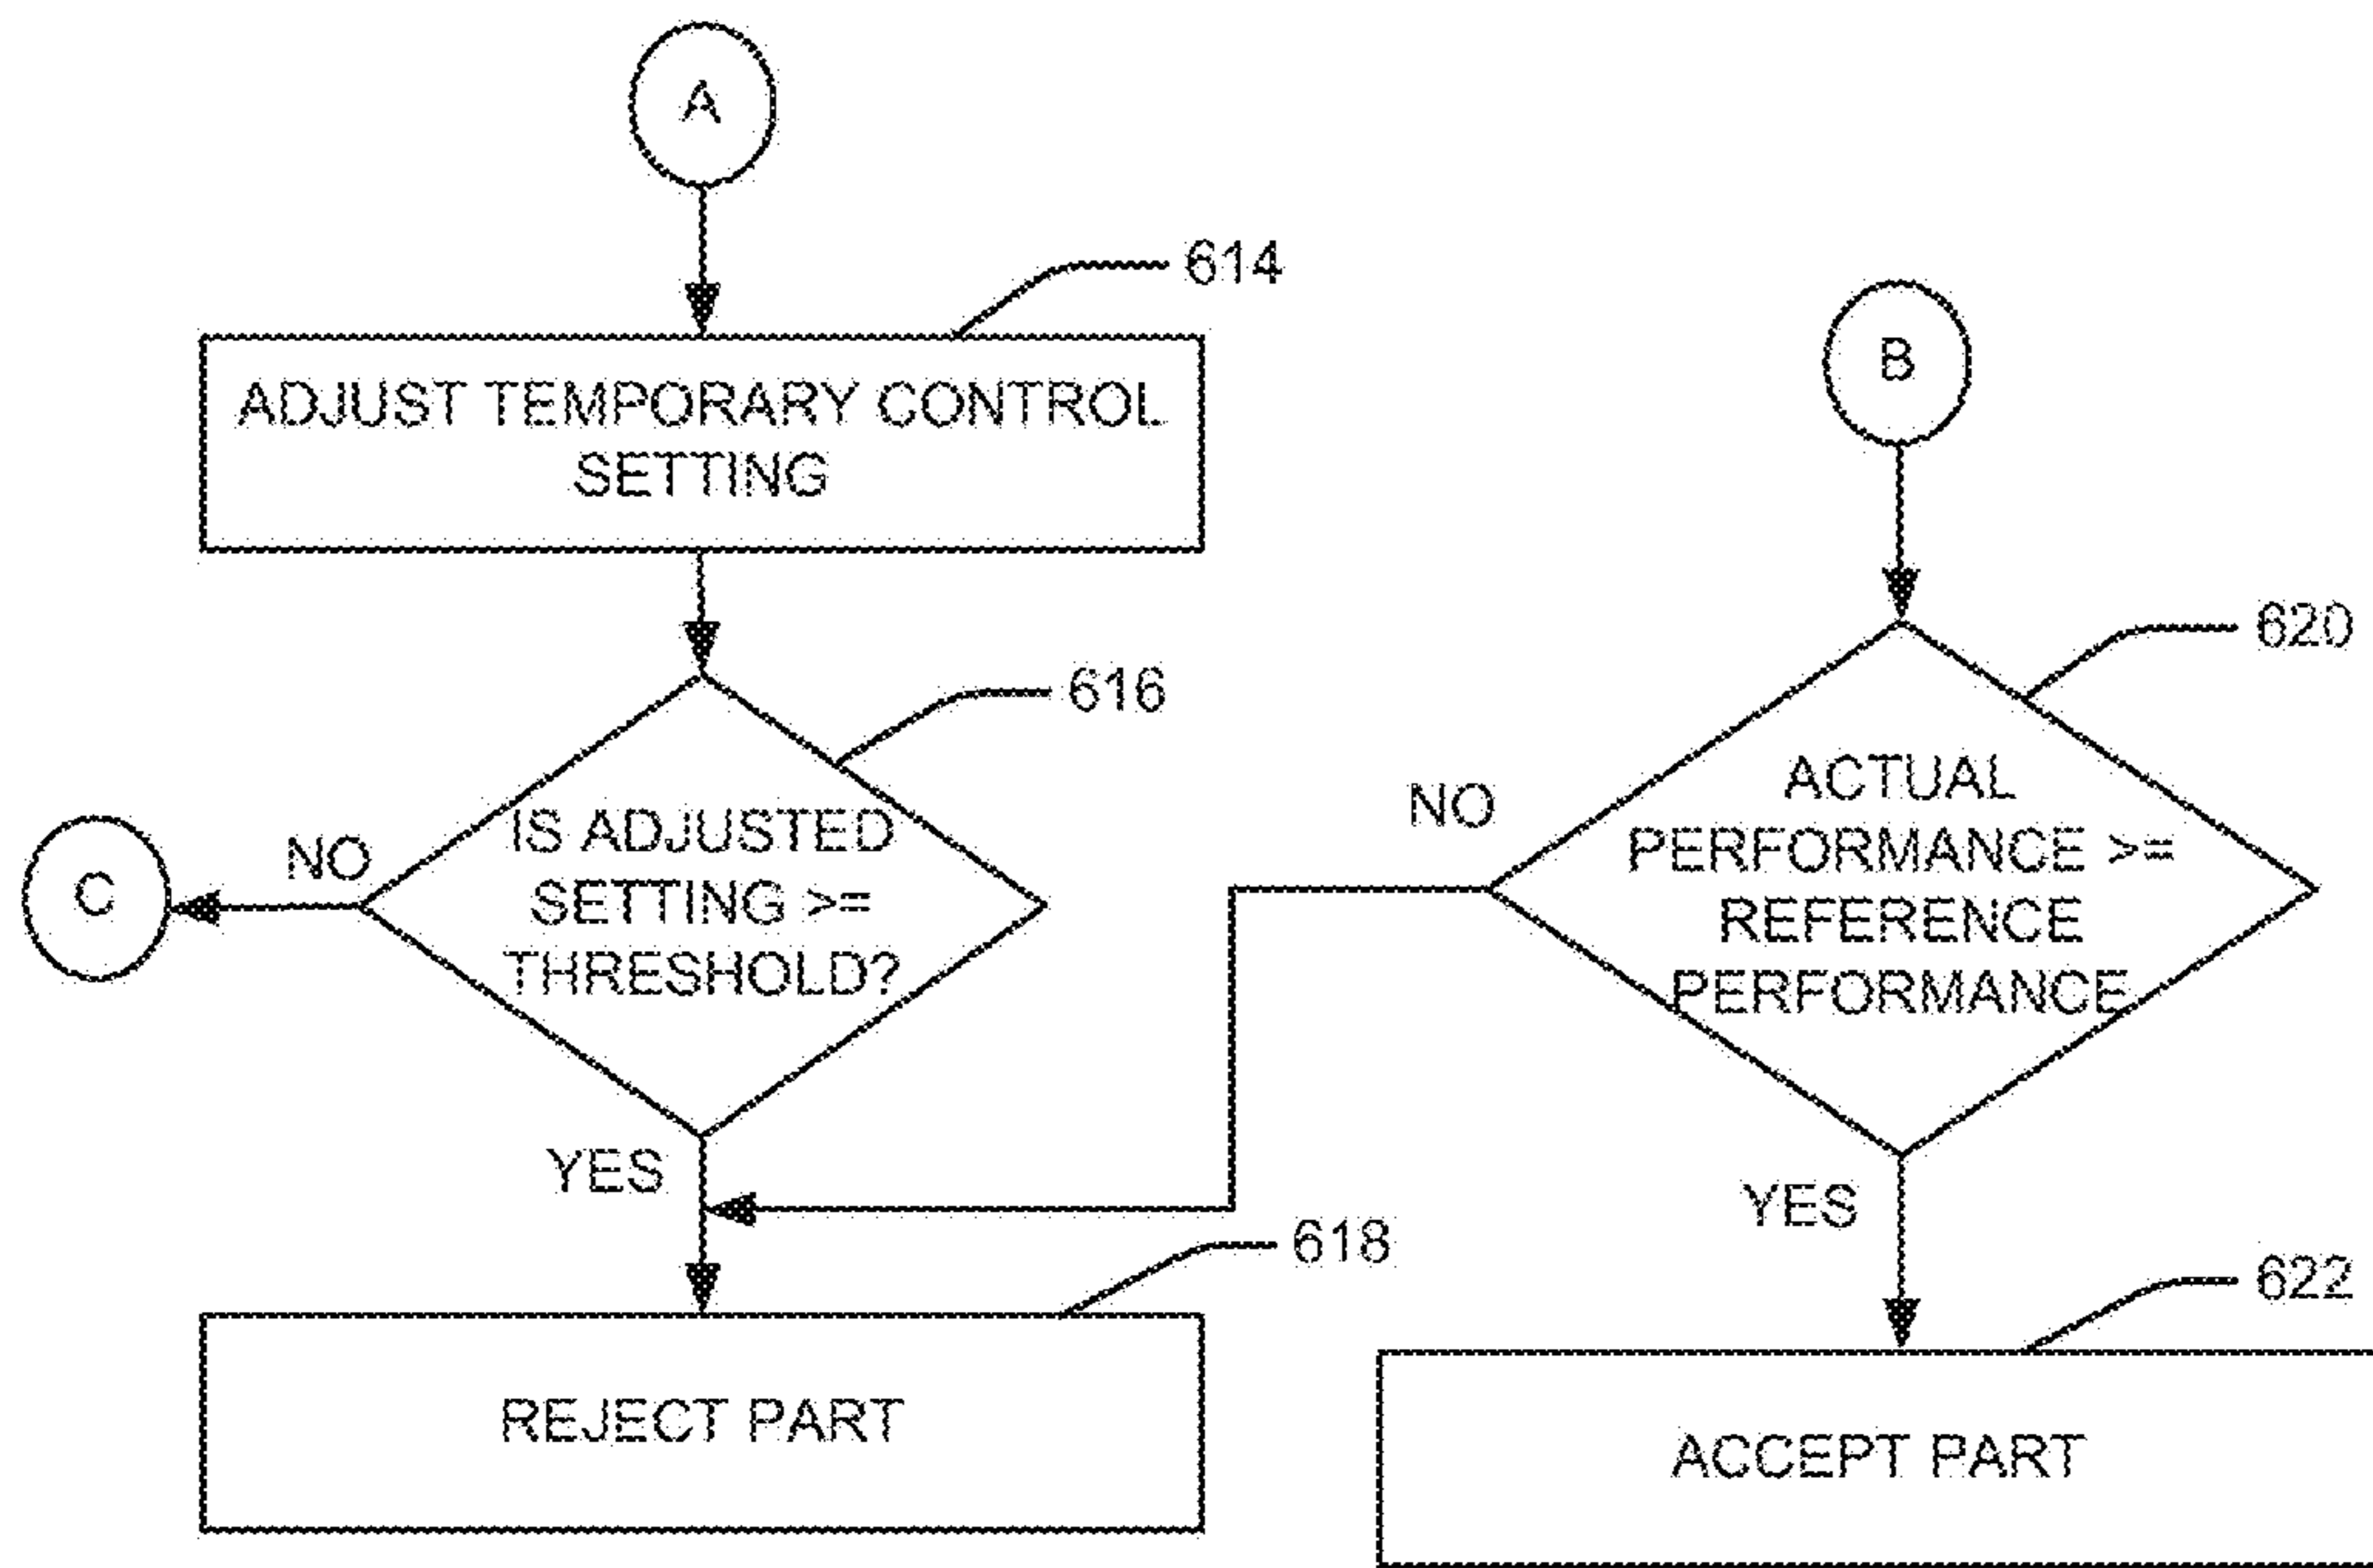 A
614
ADJUST TEMPORARY CONTROL
SETTING
616
IS ADJUSTED
SETTING >=
THRESHOLD?
NO
C
YES
618
REJECT PART
B
620
ACTUAL
PERFORMANCE >=
REFERENCE
PERFORMANCE
NO
YES
622
ACCEPT PART